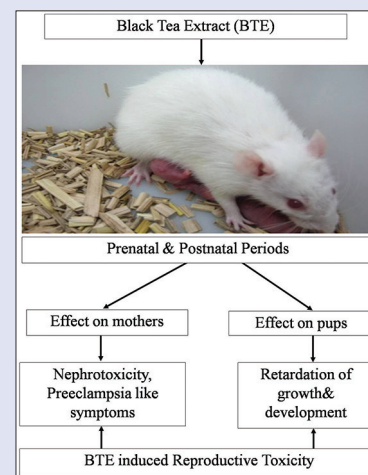 Black Tea Extract (BTE)
Prenatal & Postnatal Periods
Effect on mothers
Effect on pups
Nephrotoxicity,
Preeclampsia like
symptoms
Retardation of
growth&
development
BTE induced Reproductive Toxicity